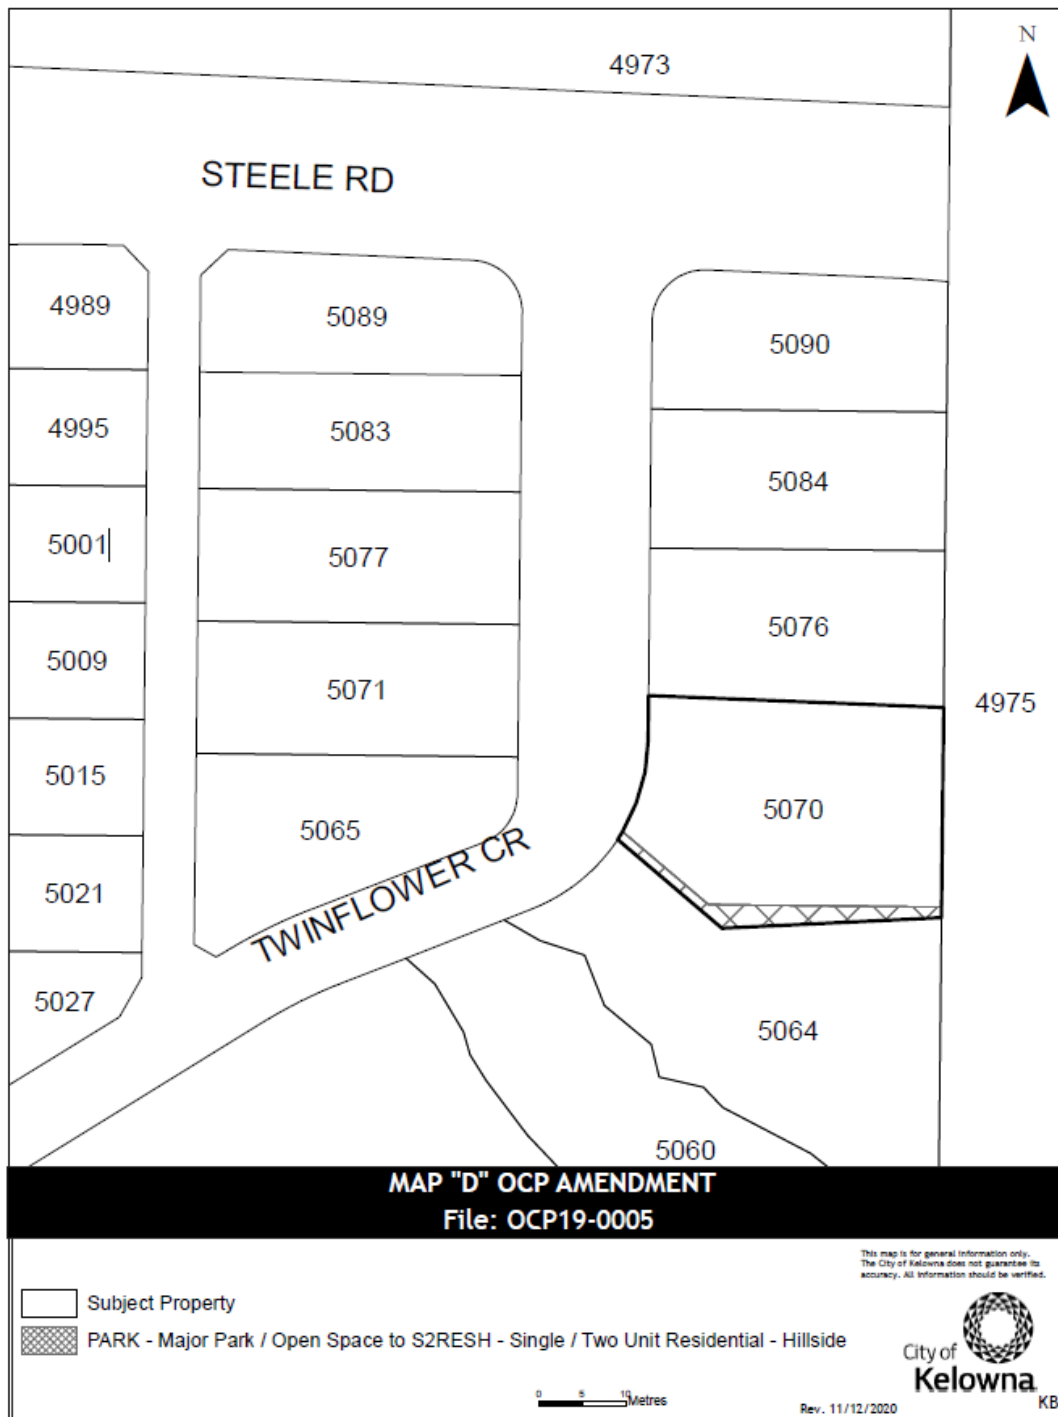 4973
N
STEELE RD
4989
5089
5090
4995
5083
5084
5001
5077
5076
5009
5071
4975
5015
5070
5065
TWINFLOWER CR
5021
5027
5064
5060
MAP "D" OCP AMENDMENT
File: OCP19-0005
This map is for general information only.
The City of Kelowna does not guarantee its
accuracy. All information should be verified.
Subject Property
PARK - Major Park / Open Space to S2RESH - Single / Two Unit Residential - Hillside
City of
Kelowna
0 5 10 Metres
Rev. 11/12/2020
KB